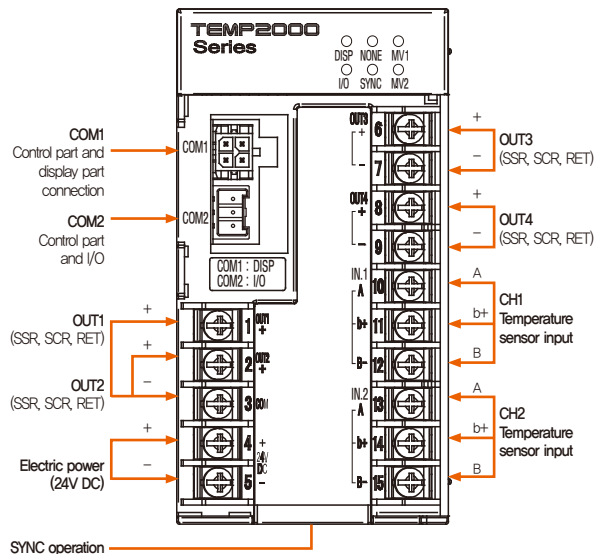 TEMP2000
Series
DISP NONE MV1
I/O SYNC MV2
COM1
Control part and
display part
connection
COM2
Control part
and I/O
COM1
COM2
COM1 : DISP
COM2 : I/O
+
OUT1
(SSR, SCR, RET)
+
−
OUT2
(SSR, SCR, RET)
+
−
Electric power
(24V DC)
1 OUT1
+
2 OUT2
+
3 COM
4 +
24V
DC
5 −
OUT3
+ 6
− 7
OUT4
+ 8
− 9
IN.1
A 10
b+ 11
B− 12
IN.2
A 13
b+ 14
B− 15
+
OUT3
− (SSR, SCR, RET)
+
OUT4
− (SSR, SCR, RET)
A
CH1
b+ Temperature
sensor input
B
A
CH2
b+ Temperature
sensor input
B
SYNC operation